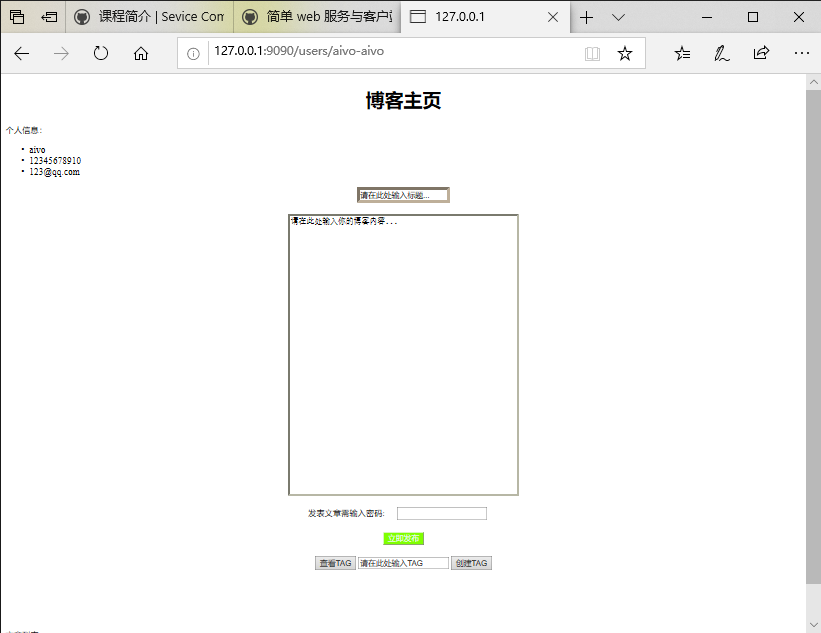 课程简介 | Sevice Com
简单 web 服务与客户端
127.0.0.1
127.0.0.1:9090/users/aivo-aivo
博客主页
个人信息:
• aivo
• 12345678910
• 123@qq.com
请在此处输入标题...
请在此处输入你的博客内容...
发表文章需输入密码:
立即发布
查看TAG 请在此处输入TAG 创建TAG